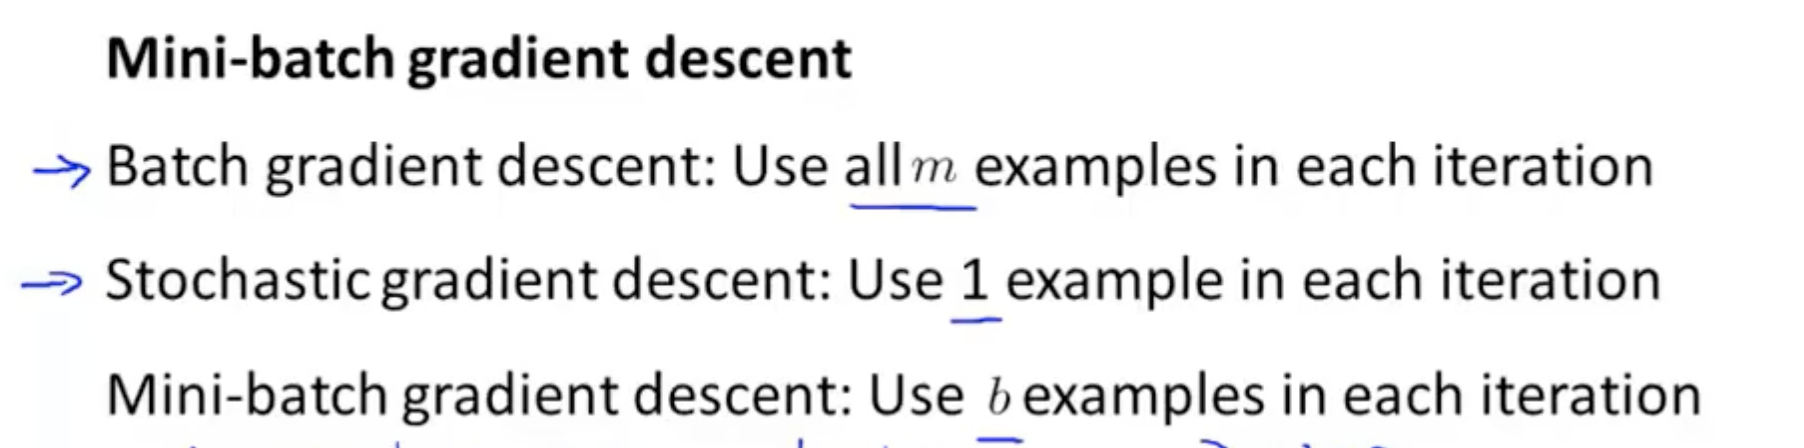 Mini-batch gradient descent
Batch gradient descent: Use all m examples in each iteration
Stochastic gradient descent: Use 1 example in each iteration
Mini-batch gradient descent: Use b examples in each iteration